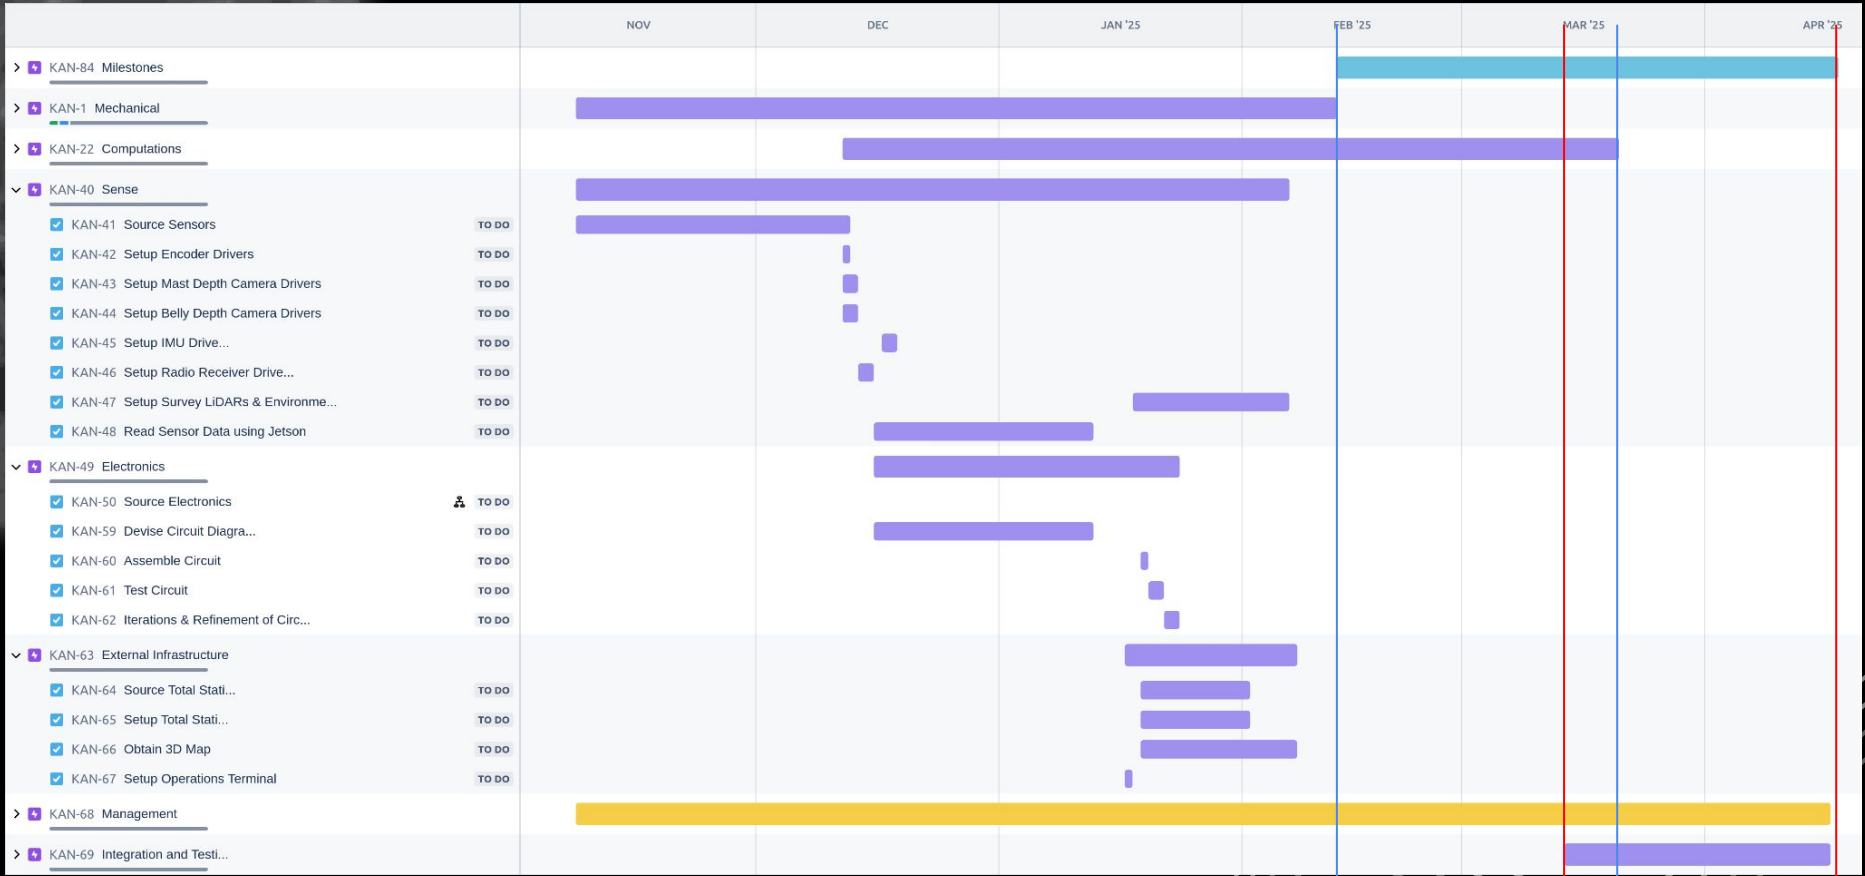 NOV DEC JAN '25 FEB '25 MAR '25 APR '25
KAN-84 Milestones
KAN-1 Mechanical
KAN-22 Computations
KAN-40 Sense
KAN-41 Source Sensors TO DO
KAN-42 Setup Encoder Drivers TO DO
KAN-43 Setup Mast Depth Camera Drivers TO DO
KAN-44 Setup Belly Depth Camera Drivers TO DO
KAN-45 Setup IMU Drive... TO DO
KAN-46 Setup Radio Receiver Drive... TO DO
KAN-47 Setup Survey LiDARs & Environme... TO DO
KAN-48 Read Sensor Data using Jetson TO DO
KAN-49 Electronics
KAN-50 Source Electronics TO DO
KAN-59 Devise Circuit Diagra... TO DO
KAN-60 Assemble Circuit TO DO
KAN-61 Test Circuit TO DO
KAN-62 Iterations & Refinement of Circ... TO DO
KAN-63 External Infrastructure
KAN-64 Source Total Stati... TO DO
KAN-65 Setup Total Stati... TO DO
KAN-66 Obtain 3D Map TO DO
KAN-67 Setup Operations Terminal TO DO
KAN-68 Management
KAN-69 Integration and Testi...